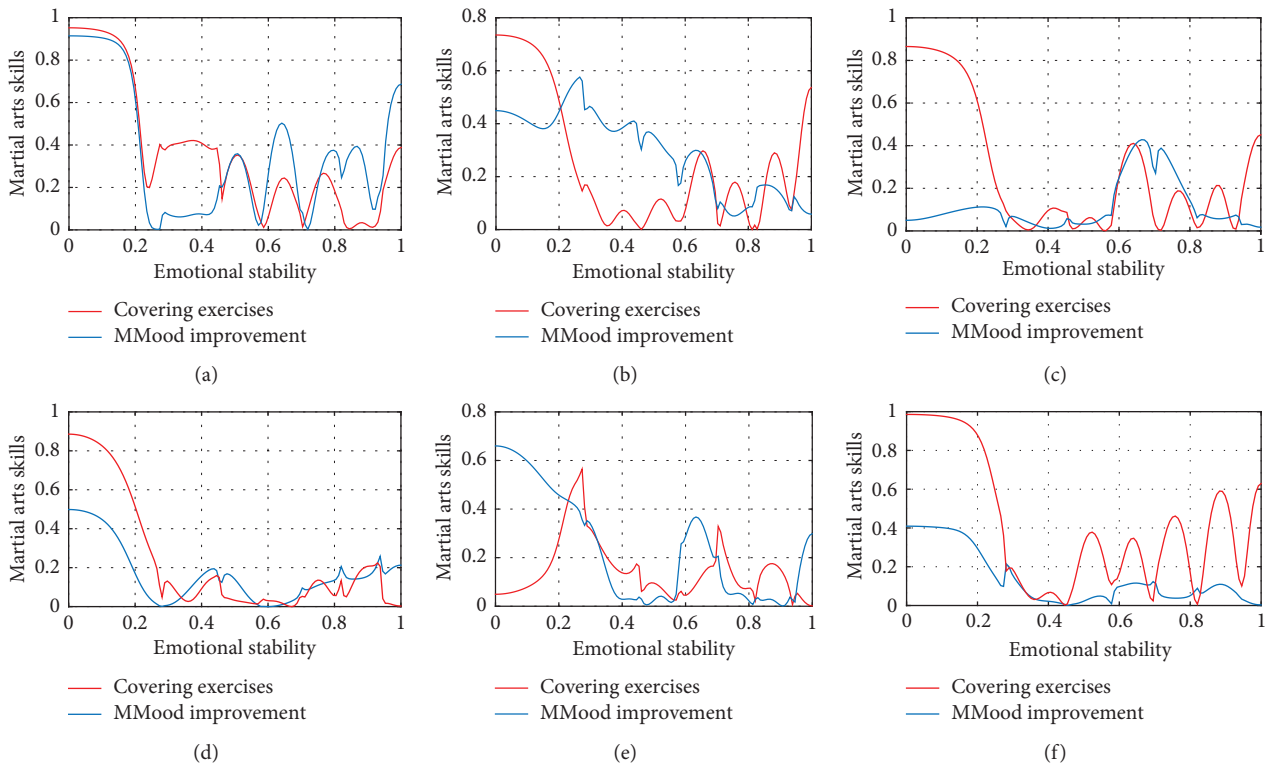 Martial arts skills
1
0.8
0.6
0.4
0.2
0
0 0.2 0.4 0.6 0.8 1
Emotional stability
Covering exercises
MMood improvement
(a)
Martial arts skills
0.8
0.6
0.4
0.2
0
0 0.2 0.4 0.6 0.8 1
Emotional stability
Covering exercises
MMood improvement
(b)
Martial arts skills
1
0.8
0.6
0.4
0.2
0
0 0.2 0.4 0.6 0.8 1
Emotional stability
Covering exercises
MMood improvement
(c)
Martial arts skills
1
0.8
0.6
0.4
0.2
0
0 0.2 0.4 0.6 0.8 1
Emotional stability
Covering exercises
MMood improvement
(d)
Martial arts skills
0.8
0.6
0.4
0.2
0
0 0.2 0.4 0.6 0.8 1
Emotional stability
Covering exercises
MMood improvement
(e)
Martial arts skills
1
0.8
0.6
0.4
0.2
0
0 0.2 0.4 0.6 0.8 1
Emotional stability
Covering exercises
MMood improvement
(f)